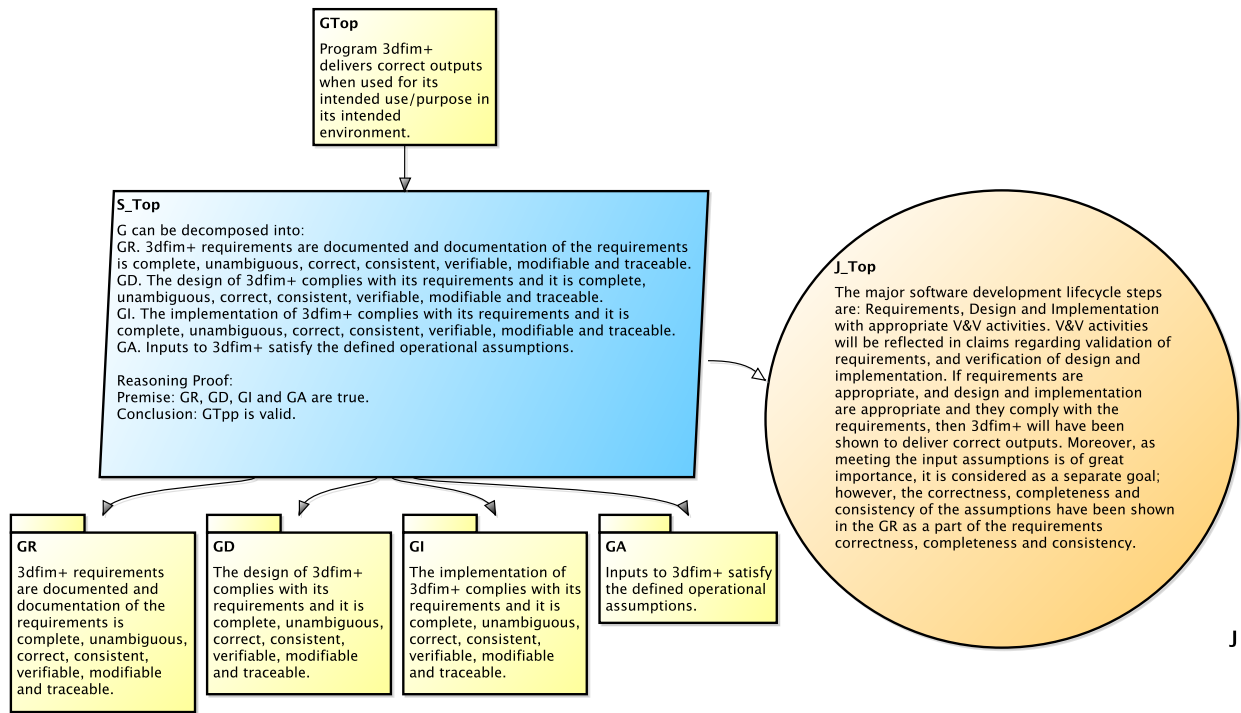 GTop
Program 3dfim+
delivers correct outputs
when used for its
intended use/purpose in
its intended
environment.
S_Top
G can be decomposed into:
GR. 3dfim+ requirements are documented and documentation of the requirements
is complete, unambiguous, correct, consistent, verifiable, modifiable and traceable.
GD. The design of 3dfim+ complies with its requirements and it is complete,
unambiguous, correct, consistent, verifiable, modifiable and traceable.
GI. The implementation of 3dfim+ complies with its requirements and it is
complete, unambiguous, correct, consistent, verifiable, modifiable and traceable.
GA. Inputs to 3dfim+ satisfy the defined operational assumptions.
Reasoning Proof:
Premise: GR, GD, GI and GA are true.
Conclusion: GTpp is valid.
J_Top
The major software development lifecycle steps
are: Requirements, Design and Implementation
with appropriate V&V activities. V&V activities
will be reflected in claims regarding validation of
requirements, and verification of design and
implementation. If requirements are
appropriate, and design and implementation
are appropriate and they comply with the
requirements, then 3dfim+ will have been
shown to deliver correct outputs. Moreover, as
meeting the input assumptions is of great
importance, it is considered as a separate goal;
however, the correctness, completeness and
consistency of the assumptions have been shown
in the GR as a part of the requirements
correctness, completeness and consistency.
J
GR
3dfim+ requirements
are documented and
documentation of the
requirements is
complete, unambiguous,
correct, consistent,
verifiable, modifiable
and traceable.
GD
The design of 3dfim+
complies with its
requirements and it is
complete, unambiguous,
correct, consistent,
verifiable, modifiable
and traceable.
GI
The implementation of
3dfim+ complies with its
requirements and it is
complete, unambiguous,
correct, consistent,
verifiable, modifiable
and traceable.
GA
Inputs to 3dfim+ satisfy
the defined operational
assumptions.